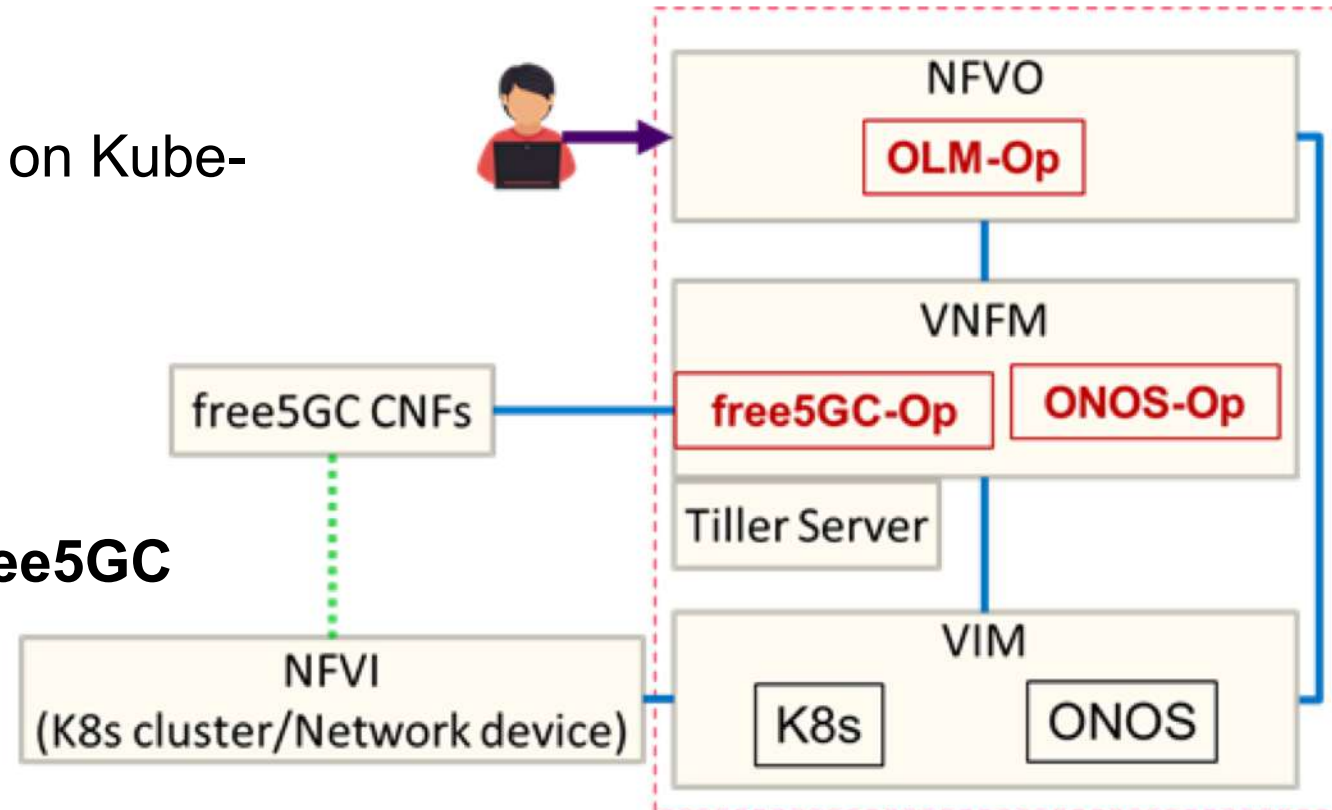 on Kube-
NFVO
OLM-Op
VNFM
free5GC CNFs
free5GC-Op
ONOS-Op
Tiller Server
ee5GC
NFVI
(K8s cluster/Network device)
VIM
K8s
ONOS